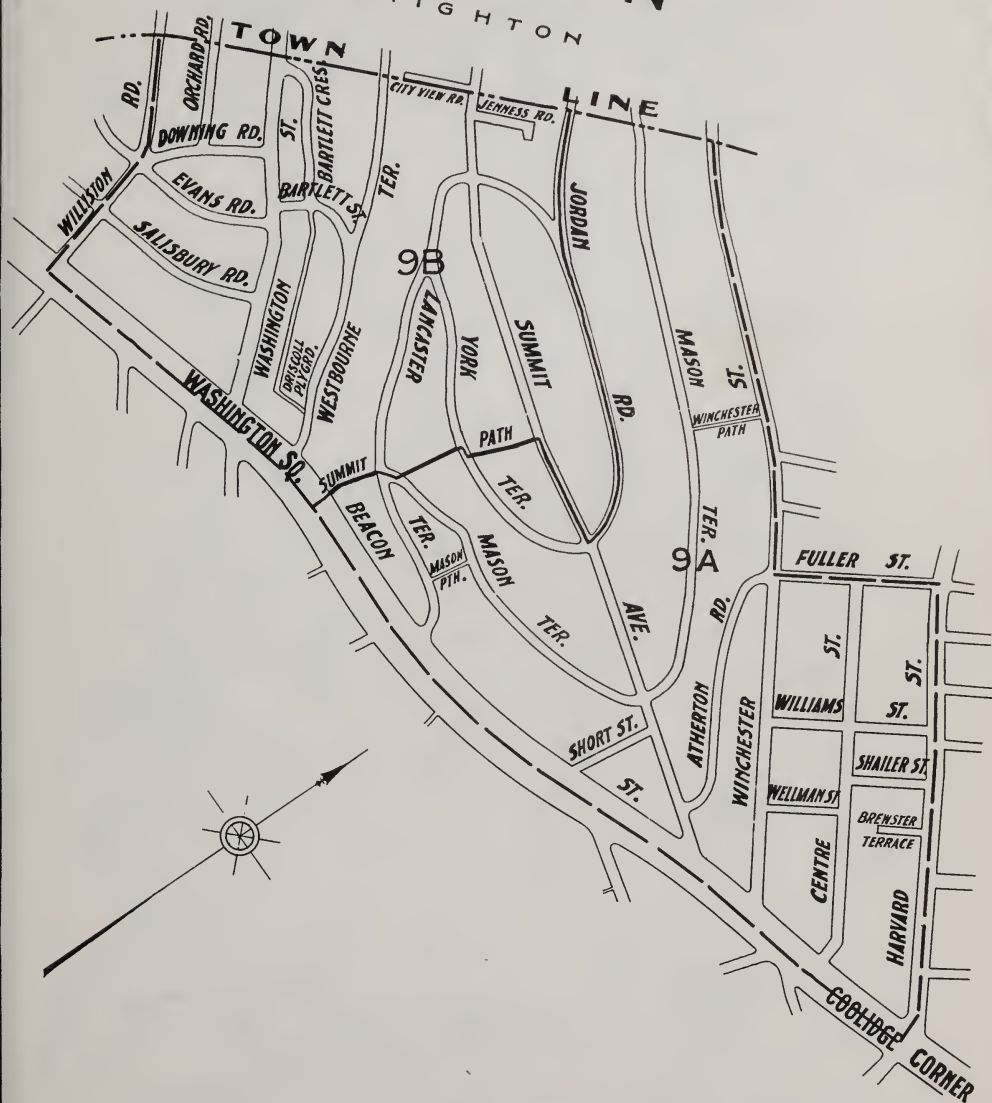 IGHTON
TOWN LINE
RD.
ORCHARD RD.
DOWNING RD.
ST.
BARTLETT CRES.
CITY VIEW RD.
JENNESS RD.
WILLISTON
EVANS RD.
BARTLETT ST.
TER.
JORDAN
SALISBURY RD.
9B
WASHINGTON
DRISCOLL
PLYGRD.
WESTBOURNE
LANCASTER
YORK
SUMMIT
RD.
MASON
ST.
WINCHESTER
PATH
WASHINGTON SQ.
SUMMIT
PATH
BEACON
TER.
MASON
PTH.
TER.
MASON
TER.
TER.
9A
FULLER ST.
AVE.
RD.
ST.
ST.
WILLIAMS
ST.
ATHERTON
WINCHESTER
SHORT ST.
ST.
SHAILER ST.
WELLMAN ST
BREWSTER
TERRACE
CENTRE
HARVARD
COOLIDGE
CORNER